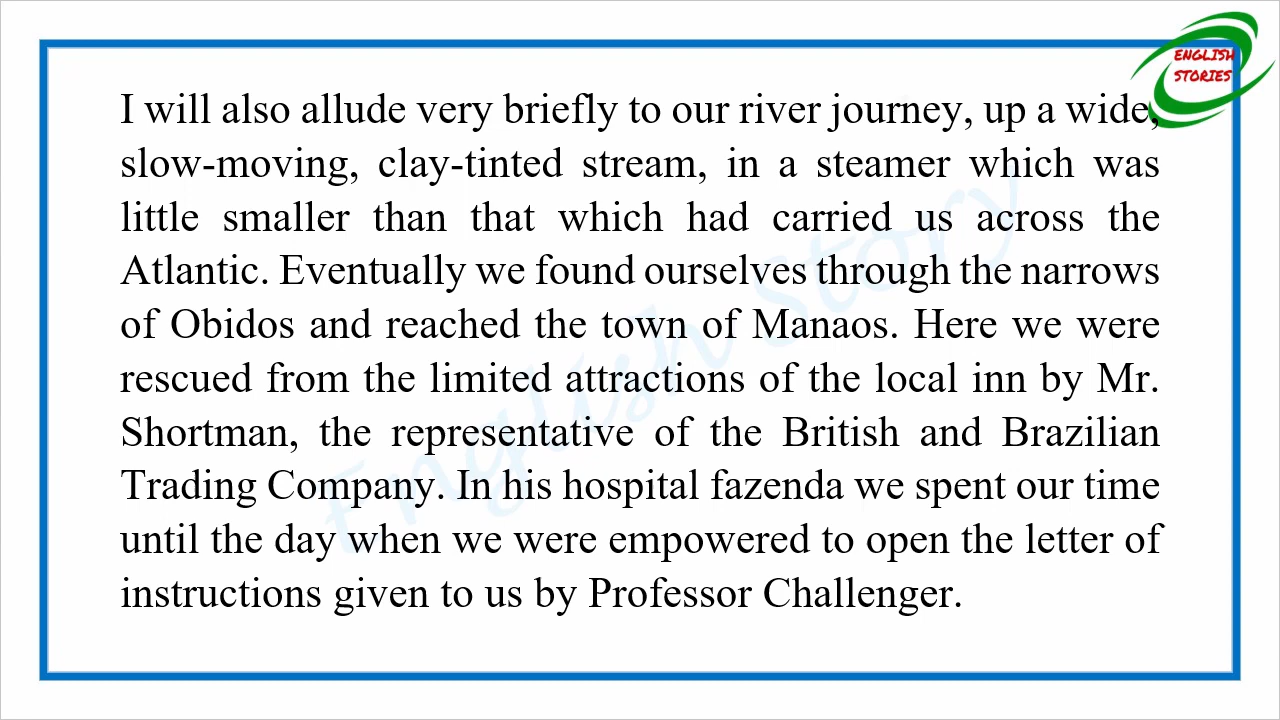 ENGLISH
STORIES
I will also allude very briefly to our river journey, up a wide,
slow-moving, clay-tinted stream, in a steamer which was
little smaller than that which had carried us across the
Atlantic. Eventually we found ourselves through the narrows
of Obidos and reached the town of Manaos. Here we were
rescued from the limited attractions of the local inn by Mr.
Shortman, the representative of the British and Brazilian
Trading Company. In his hospital fazenda we spent our time
until the day when we were empowered to open the letter of
instructions given to us by Professor Challenger.
English Story